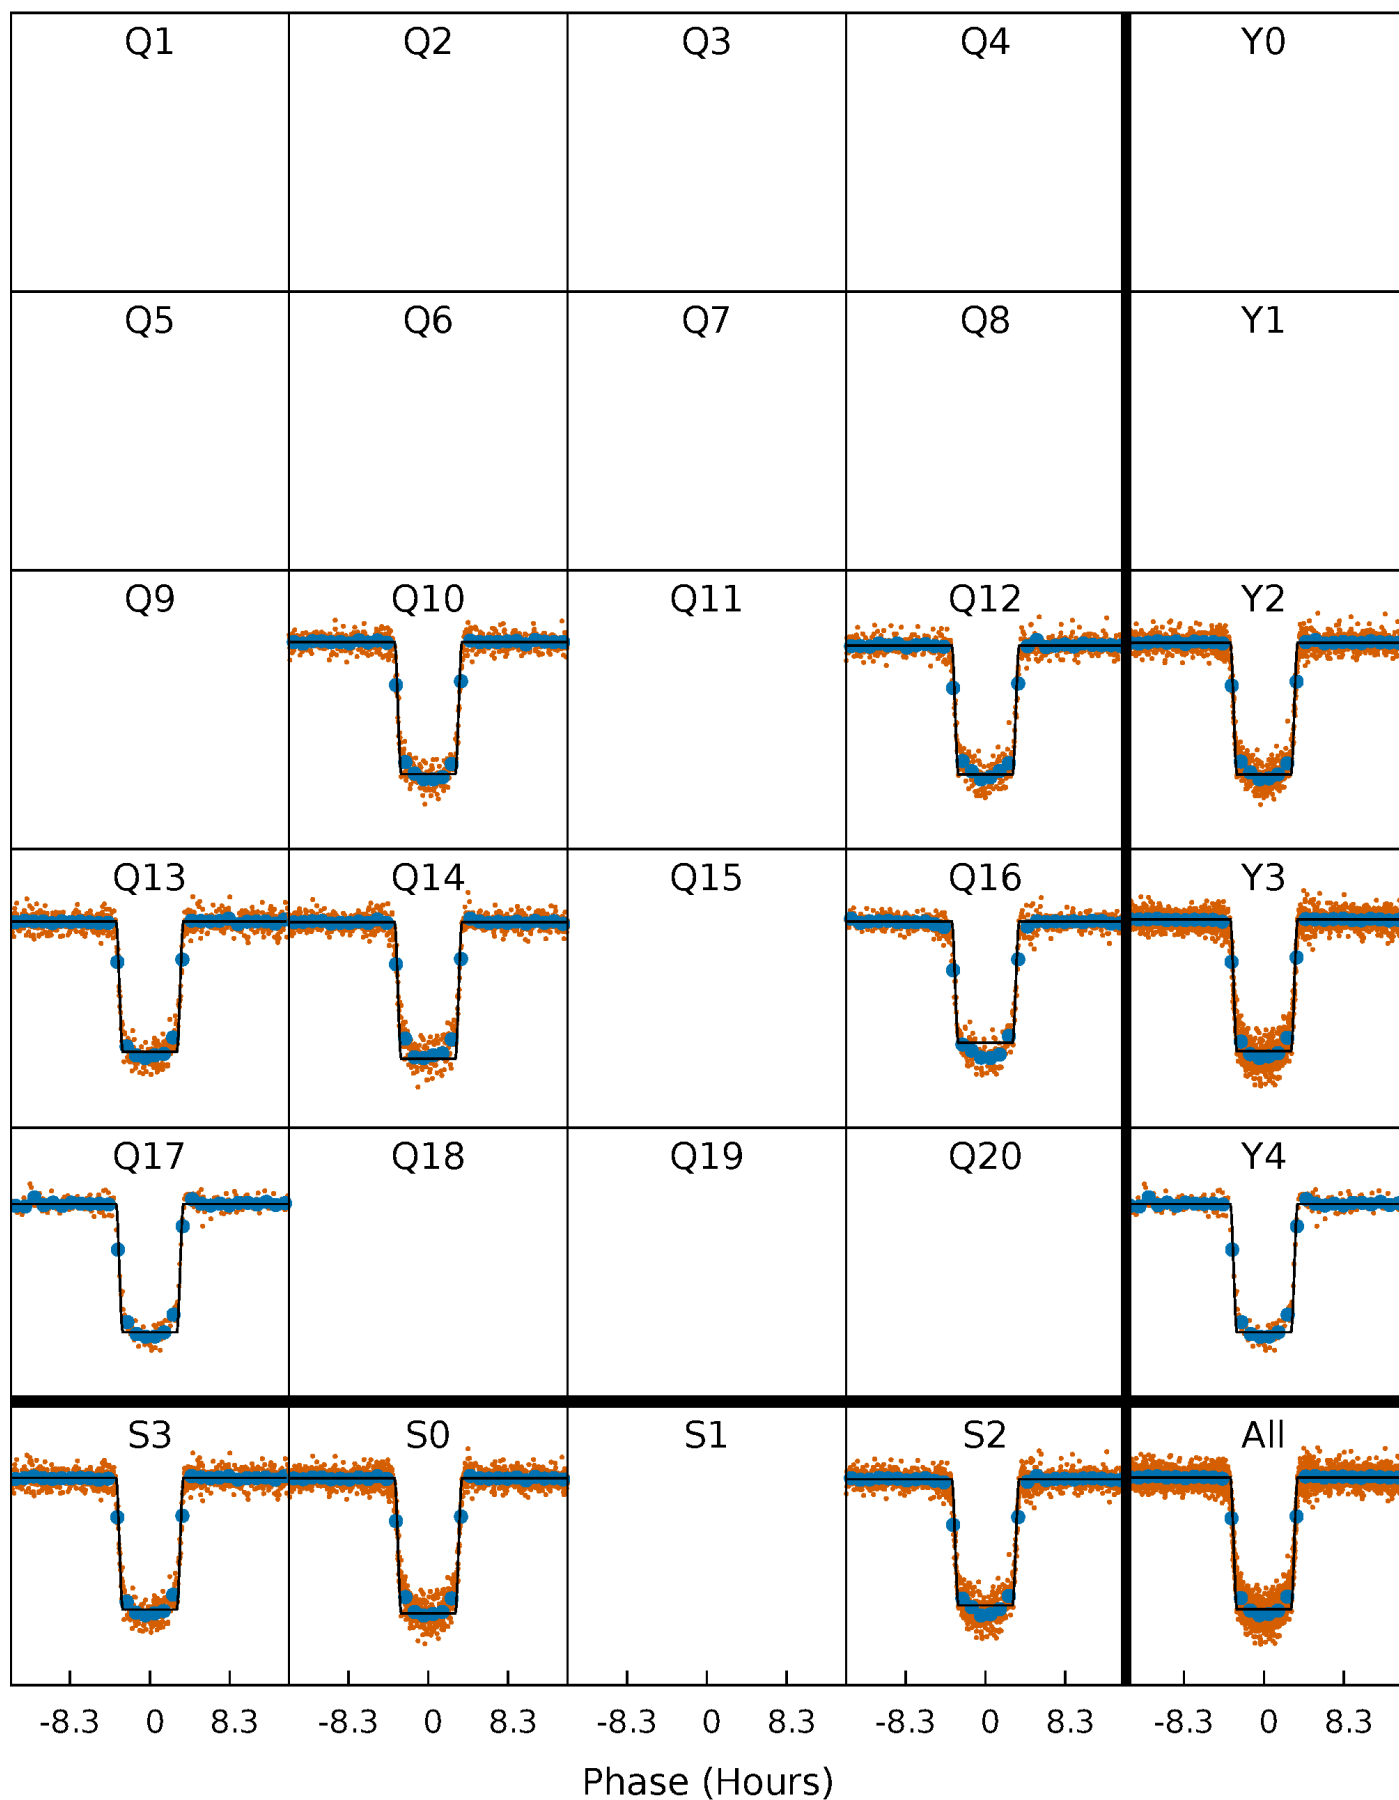 Q1 Q2 Q3 Q4 Y0
Q5 Q6 Q7 Q8 Y1
Q9 Q10 Q11 Q12 Y2
Q13 Q14 Q15 Q16 Y3
Q17 Q18 Q19 Q20 Y4
S3 S0 S1 S2 All
-8.3 0 8.3 -8.3 0 8.3 -8.3 0 8.3 -8.3 0 8.3 -8.3 0 8.3
Phase (Hours)